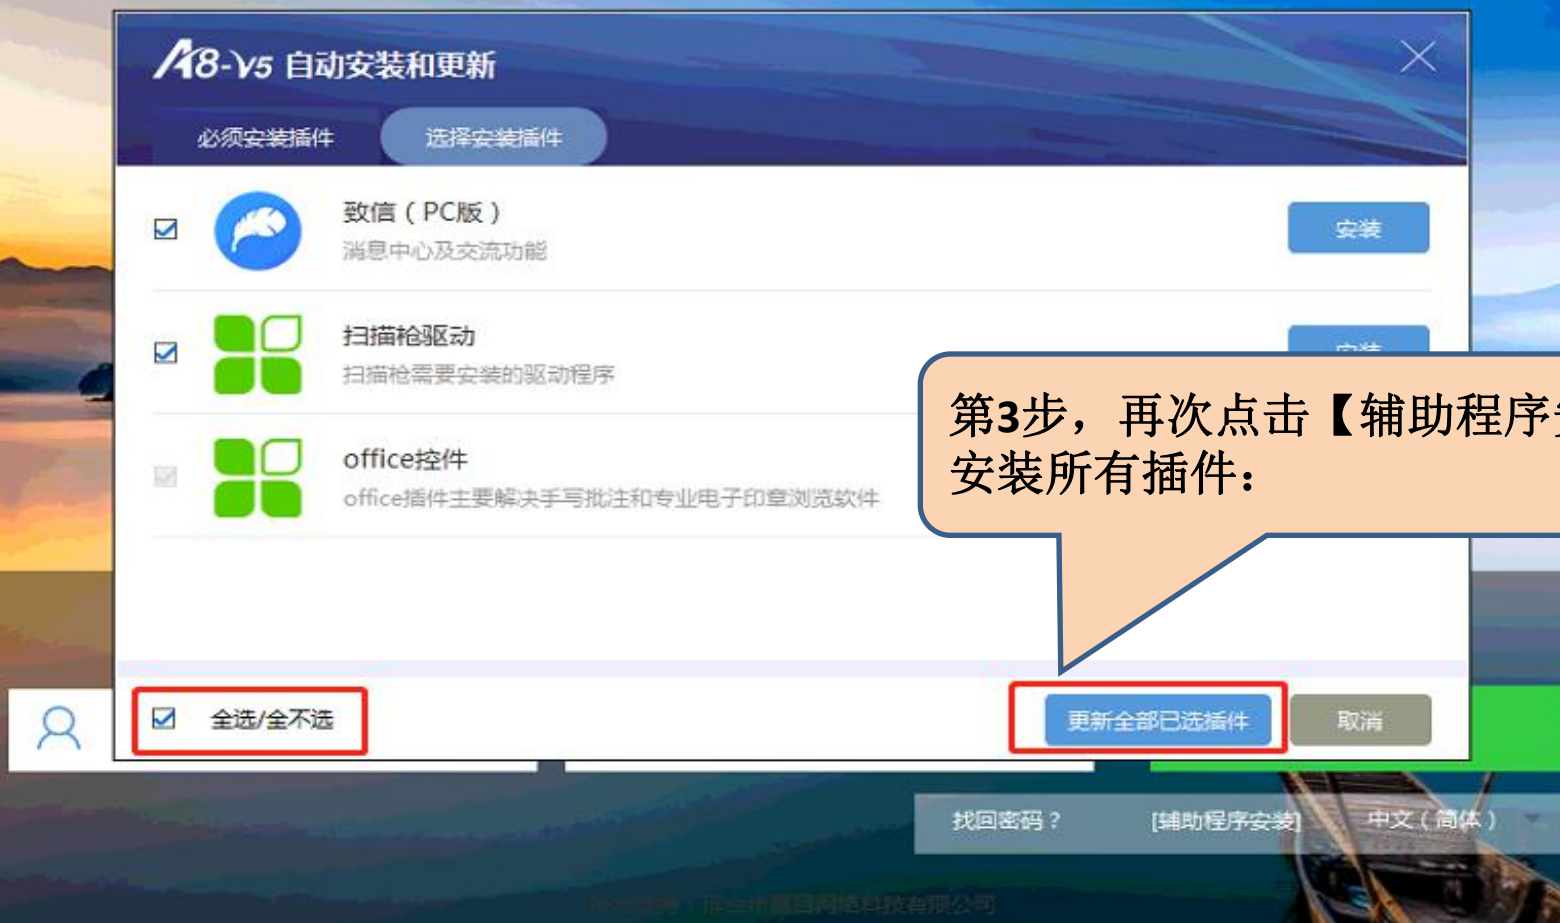 A8-V5 自动安装和更新
必须安装插件 选择安装插件
致信（PC版）
消息中心及交流功能
安装
扫描枪驱动
扫描枪需要安装的驱动程序
安装
第3步，再次点击【辅助程序
安装所有插件：
office控件
office插件主要解决手写批注和专业电子印章浏览软件
全选/全不选
更新全部已选插件
取消
找回密码？ [辅助程序安装] 中文（简体）